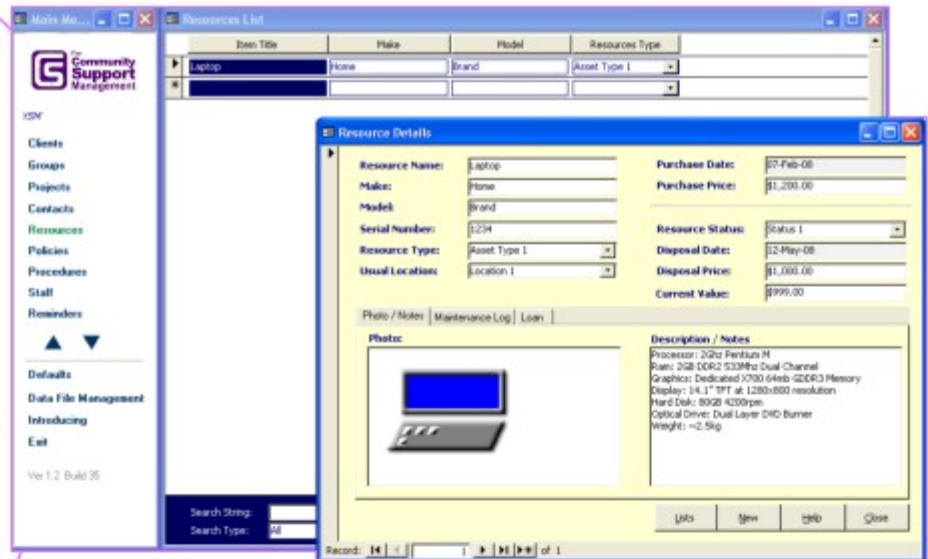 Main Me...
For
Community
Support
Management
XSM
Clients
Groups
Projects
Contacts
Resources
Policies
Procedures
Staff
Reminders
Defaults
Data File Management
Introducing
Exit
Ver 1.2 Build 35
Resources List
Item Title Make Model Resources Type
Laptop Home Brand Asset Type 1
Search String:
Search Type: All
Resource Details
Resource Name: Laptop
Make: Home
Model: Brand
Serial Number: 1234
Resource Type: Asset Type 1
Usual Location: Location 1
Purchase Date: 07-Feb-08
Purchase Price: $1,200.00
Resource Status: Status 1
Disposal Date: 12-May-08
Disposal Price: $1,000.00
Current Value: $999.00
Photo / Notes Maintenance Log Loan
Photo:
Description / Notes
Processor: 2Ghz Pentium M
Ram: 2GB DDR2 533Mhz Dual Channel
Graphics: Dedicated X700 64mb GDDR3 Memory
Display: 14.1" TFT at 1280x800 resolution
Hard Disk: 80GB 4200rpm
Optical Drive: Dual Layer DVD Burner
Weight: ~2.5kg
Lists New Help Close
Record: 1 of 1